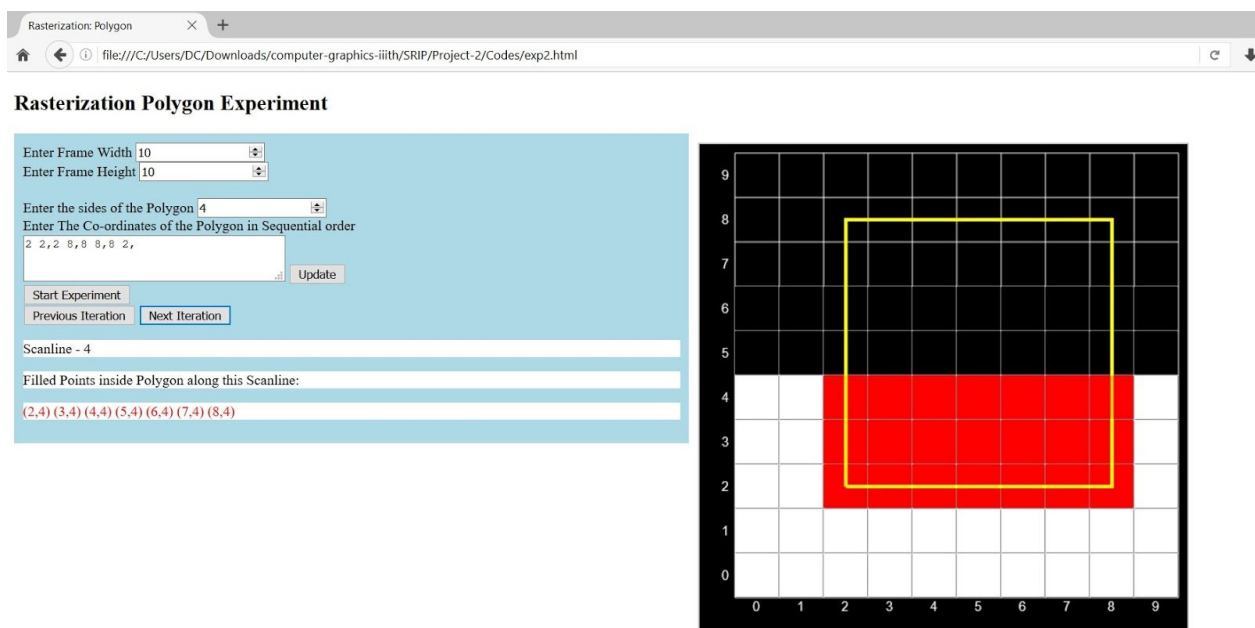 Rasterization: Polygon
file:///C:/Users/DC/Downloads/computer-graphics-iiith/SRIP/Project-2/Codes/exp2.html
Rasterization Polygon Experiment
Enter Frame Width 10
Enter Frame Height 10
Enter the sides of the Polygon 4
Enter The Co-ordinates of the Polygon in Sequential order
2 2,2 8,8 8,8 2,
Update
Start Experiment
Previous Iteration Next Iteration
Scanline - 4
Filled Points inside Polygon along this Scanline:
(2,4) (3,4) (4,4) (5,4) (6,4) (7,4) (8,4)
9
8
7
6
5
4
3
2
1
0
0 1 2 3 4 5 6 7 8 9